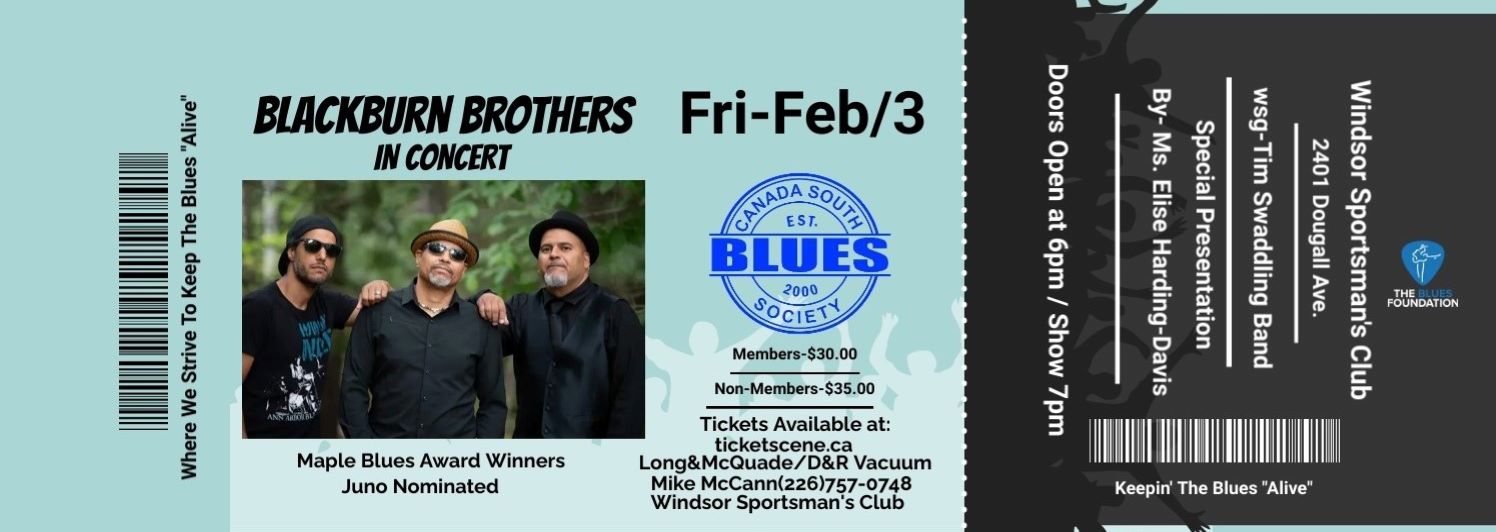 Where We Strive To Keep The Blues "Alive"
BLACKBURN BROTHERS
IN CONCERT
ANN ARBOR BL
Maple Blues Award Winners
Juno Nominated
Fri-Feb/3
CANADA SOUTH
EST.
BLUES
2000
SOCIETY
Members-$30.00
Non-Members-$35.00
Tickets Available at:
ticketscene.ca
Long&McQuade/D&R Vacuum
Mike McCann(226)757-0748
Windsor Sportsman's Club
Windsor Sportsman's Club
2401 Dougall Ave.
wsg-Tim Swaddling Band
Special Presentation
By- Ms. Elise Harding-Davis
Doors Open at 6pm / Show 7pm
THE BLUES
FOUNDATION
Keepin' The Blues "Alive"